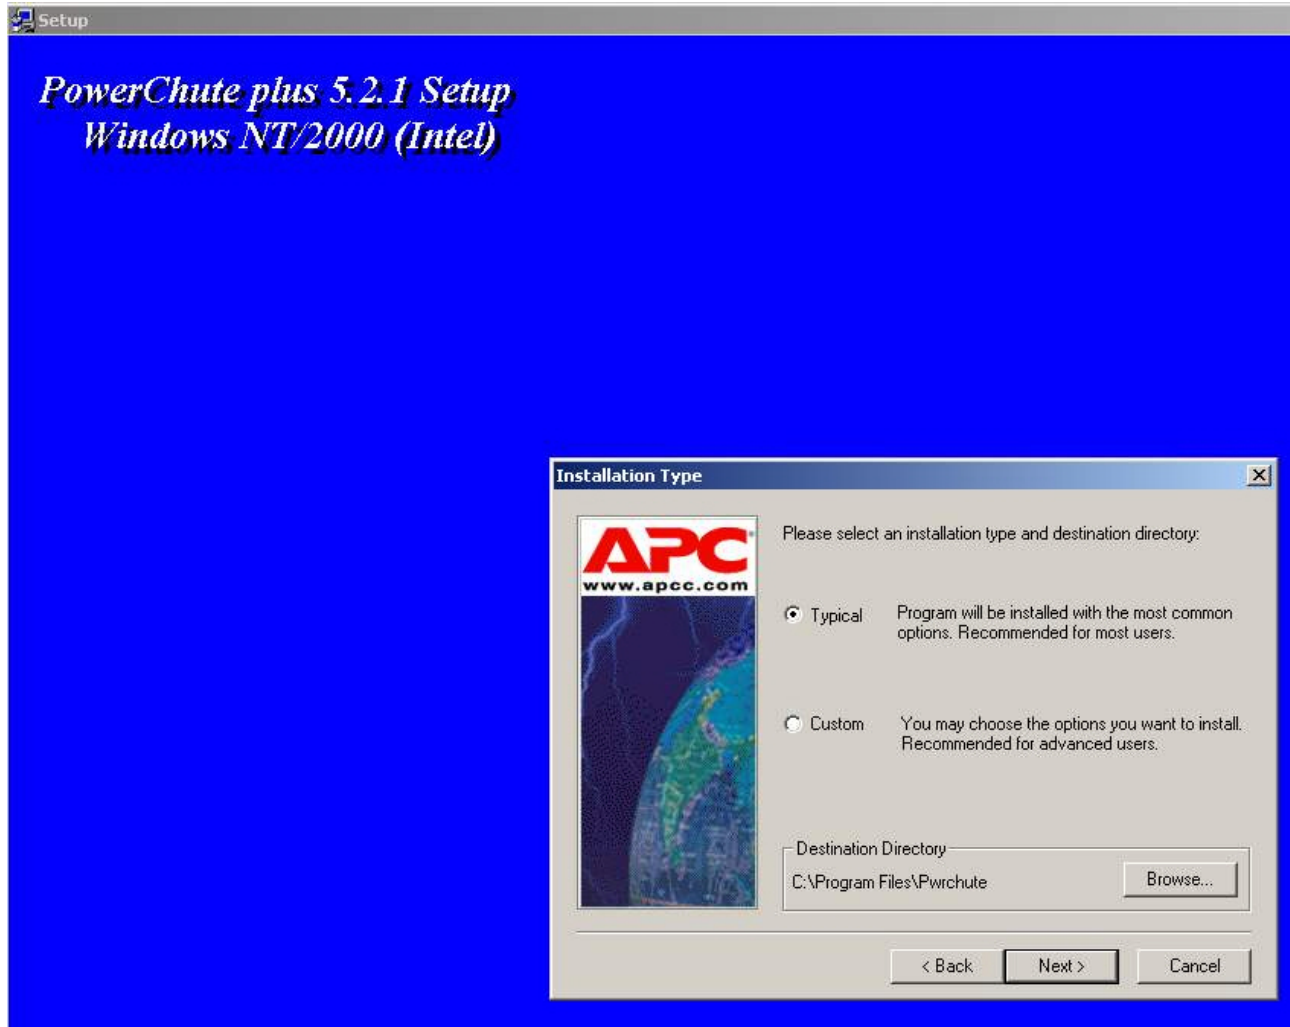 Setup
PowerChute plus 5.2.1 Setup
Windows NT/2000 (Intel)
Installation Type
APC
www.apcc.com
Please select an installation type and destination directory:
Typical
Program will be installed with the most common
options. Recommended for most users.
Custom
You may choose the options you want to install.
Recommended for advanced users.
Destination Directory
C:\Program Files\Pwrchute
Browse...
< Back
Next >
Cancel